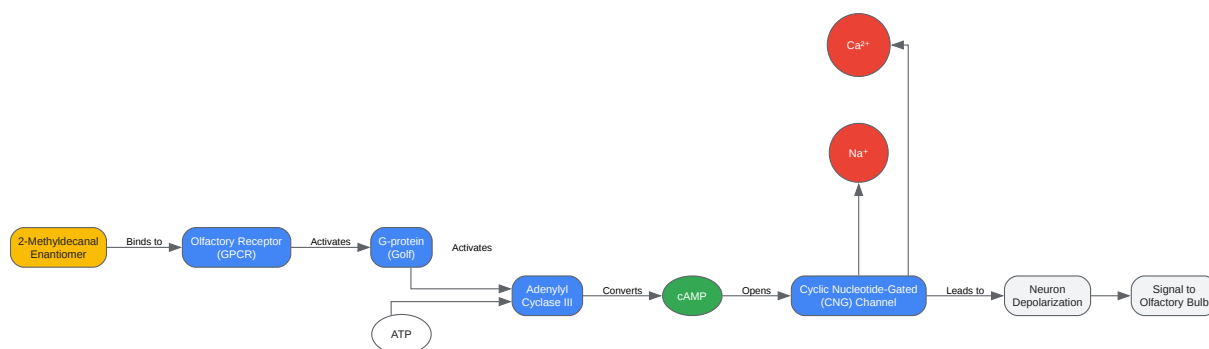 Ca²⁺
Na⁺
2-Methyldecanal
Enantiomer
Binds to
Olfactory Receptor
(GPCR)
Activates
G-protein
(Golf)
Activates
Adenylyl
Cyclase III
Converts
cAMP
Opens
Cyclic Nucleotide-Gated
(CNG) Channel
Leads to
Neuron
Depolarization
Signal to
Olfactory Bulb
ATP